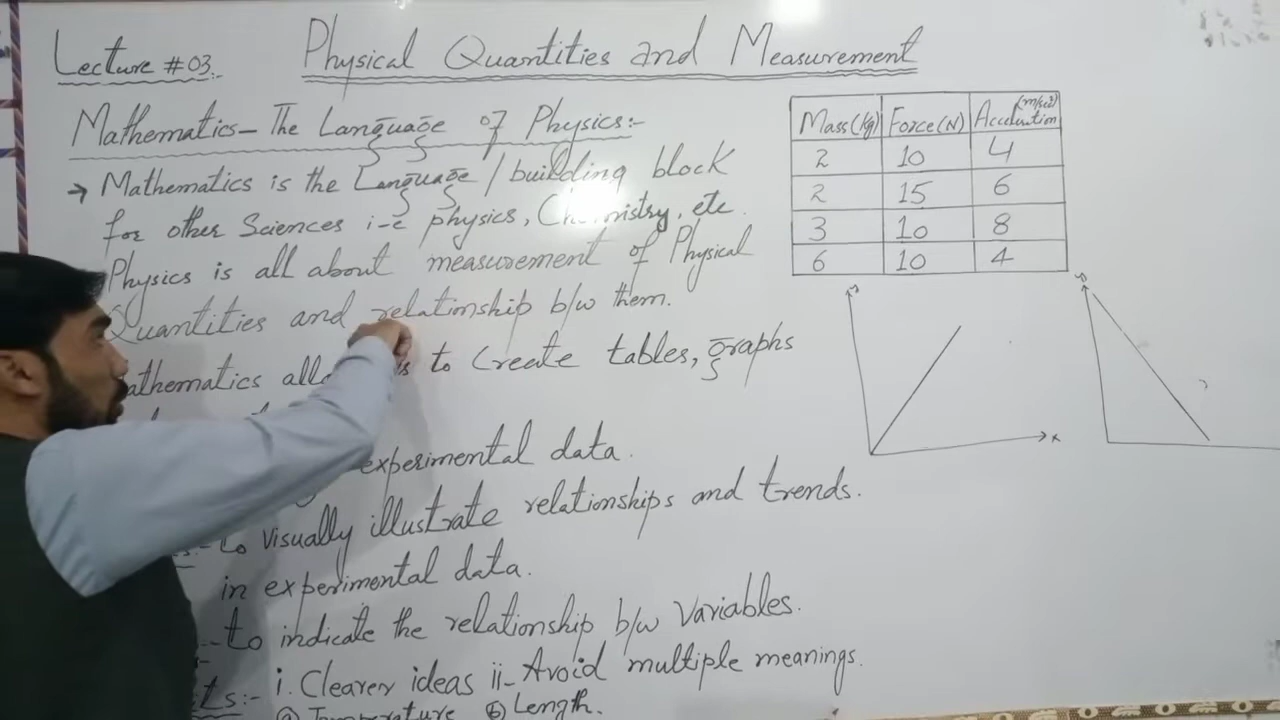 Lecture # 03.
Physical Quantities and Measurement
Mathematics - The Language of Physics:-
→ Mathematics is the Language / building block
for other Sciences i-e physics, Chemistry, etc.
Physics is all about measurement of Physical
Quantities and relationship b/w them.
to Create tables, graphs
experimental data.
to visually illustrate relationships and trends.
in experimental data.
to indicate the relationship b/w Variables.
i. Clearer ideas ii- Avoid multiple meanings.
ⓐ Temperature ⓑ Length.
Mass (kg) Force (N) Acceleration
2 10 4
2 15 6
3 10 8
6 10 4
x